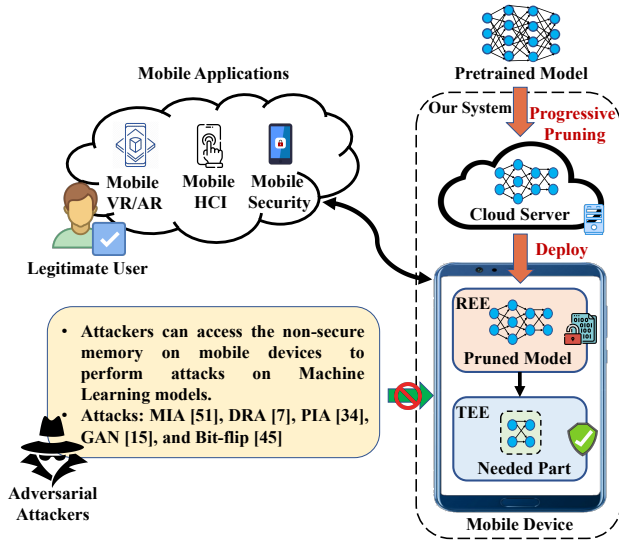 Pretrained Model
Our System
Progressive
Pruning
Cloud Server
Deploy
Mobile Applications
Mobile
VR/AR
Mobile
HCI
Mobile
Security
Legitimate User
• Attackers can access the non-secure
memory on mobile devices to
perform attacks on Machine
Learning models.
• Attacks: MIA [51], DRA [7], PIA [34],
GAN [15], and Bit-flip [45]
Adversarial
Attackers
REE
Pruned Model
TEE
Needed Part
Mobile Device